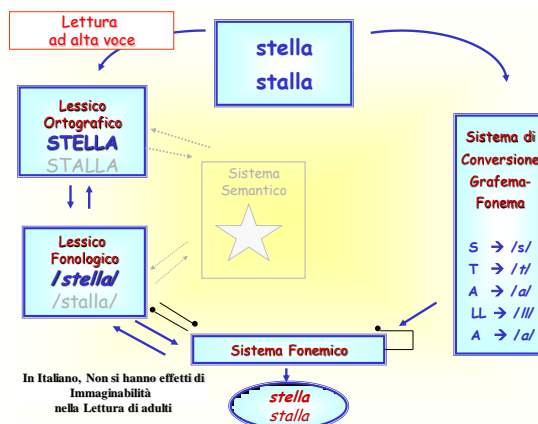 Lettura
ad alta voce
stella
stalla
Lessico
Ortografico
STELLA
STALLA
Sistema
Semantico
Sistema di
Conversione
Grafema-
Fonema
S → /s/
T → /t/
A → /a/
LL → /ll/
A → /a/
Lessico
Fonologico
/stella/
/stalla/
Sistema Fonemico
In Italiano, Non si hanno effetti di
Immaginabilità
nella Lettura di adulti
stella
stalla